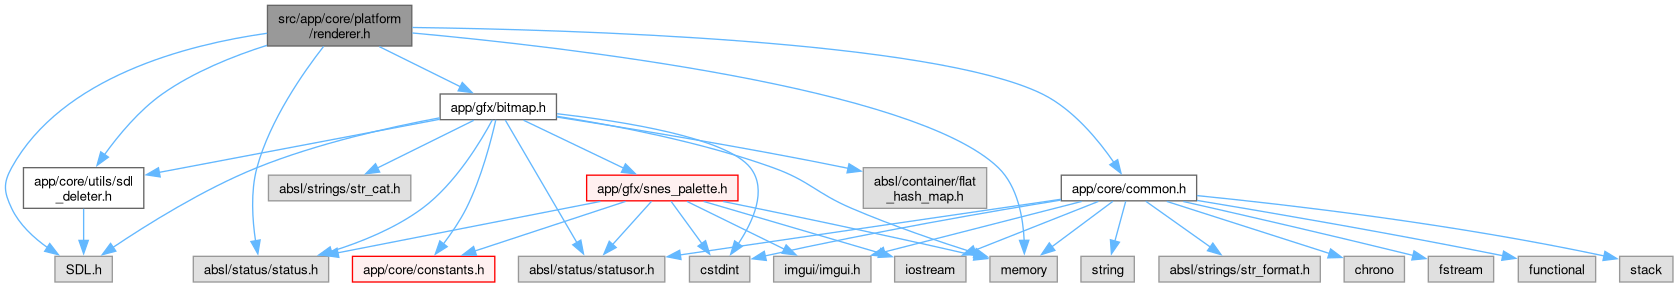 src/app/core/platform
/renderer.h
app/gfx/bitmap.h
app/core/utils/sdl
_deleter.h
absl/strings/str_cat.h
app/gfx/snes_palette.h
absl/container/flat
_hash_map.h
app/core/common.h
SDL.h
absl/status/status.h
app/core/constants.h
absl/status/statusor.h
cstdint
imgui/imgui.h
iostream
memory
string
absl/strings/str_format.h
chrono
fstream
functional
stack